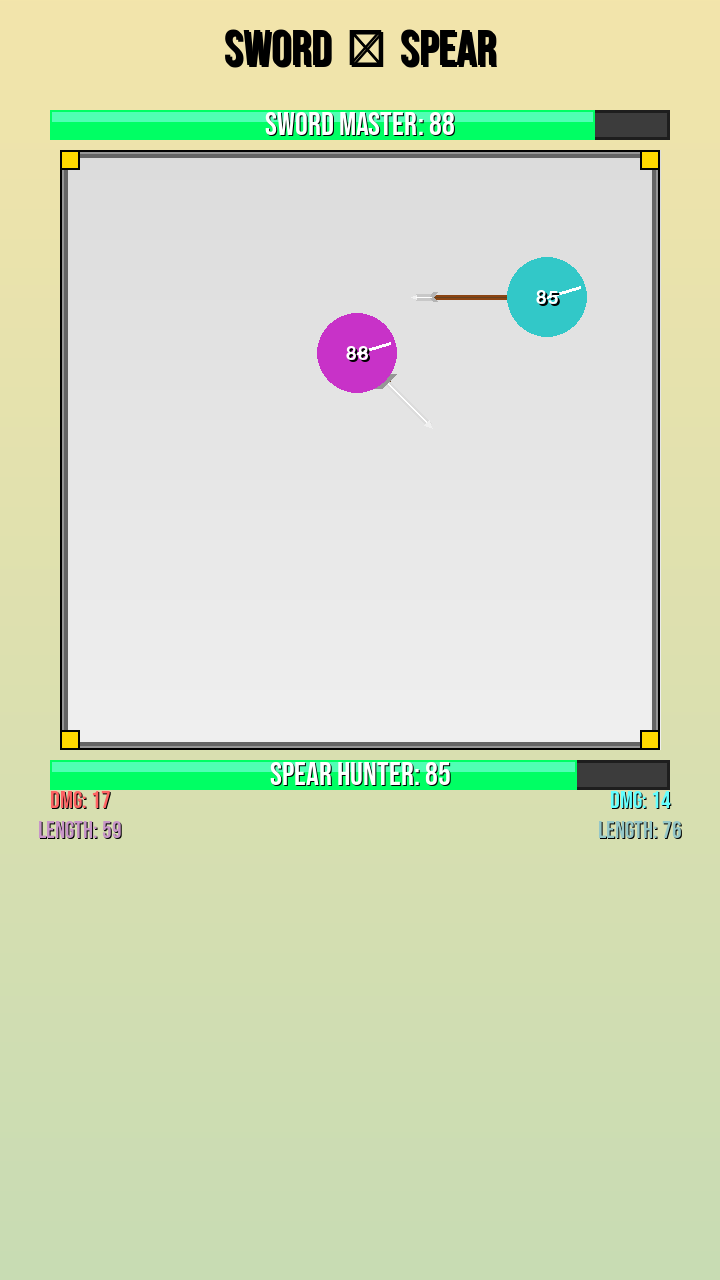 SWORD ☒ SPEAR
SWORD MASTER: 88
85
88
SPEAR HUNTER: 85
DMG: 17 DMG: 14
LENGTH: 59 LENGTH: 76